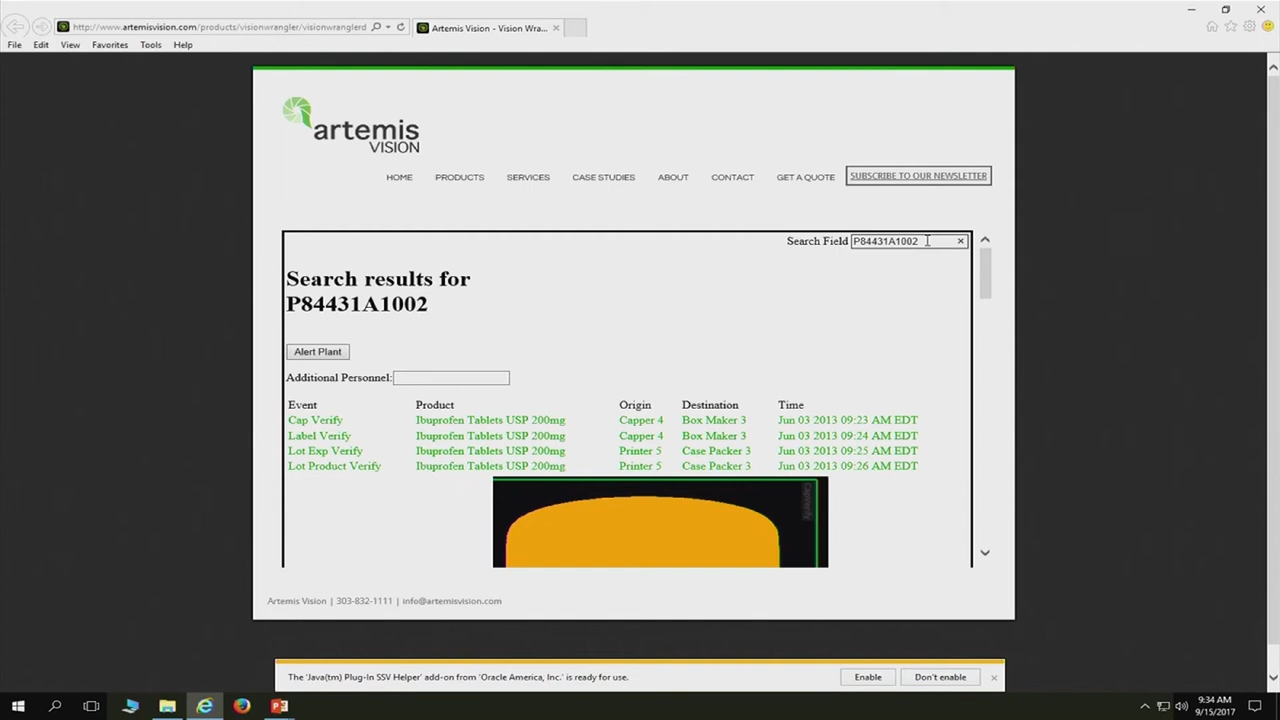 http://www.artemisvision.com/products/visionwrangler/visionwranglerd
Artemis Vision - Vision Wra...
File Edit View Favorites Tools Help
artemis
VISION
HOME PRODUCTS SERVICES CASE STUDIES ABOUT CONTACT GET A QUOTE SUBSCRIBE TO OUR NEWSLETTER
Search Field P84431A1002
Search results for
P84431A1002
Alert Plant
Additional Personnel:
Event Product Origin Destination Time
Cap Verify Ibuprofen Tablets USP 200mg Capper 4 Box Maker 3 Jun 03 2013 09:23 AM EDT
Label Verify Ibuprofen Tablets USP 200mg Capper 4 Box Maker 3 Jun 03 2013 09:24 AM EDT
Lot Exp Verify Ibuprofen Tablets USP 200mg Printer 5 Case Packer 3 Jun 03 2013 09:25 AM EDT
Lot Product Verify Ibuprofen Tablets USP 200mg Printer 5 Case Packer 3 Jun 03 2013 09:26 AM EDT
Artemis Vision | 303-832-1111 | info@artemisvision.com
The 'Java(tm) Plug-In SSV Helper' add-on from 'Oracle America, Inc.' is ready for use.
Enable Don't enable
9:34 AM
9/15/2017